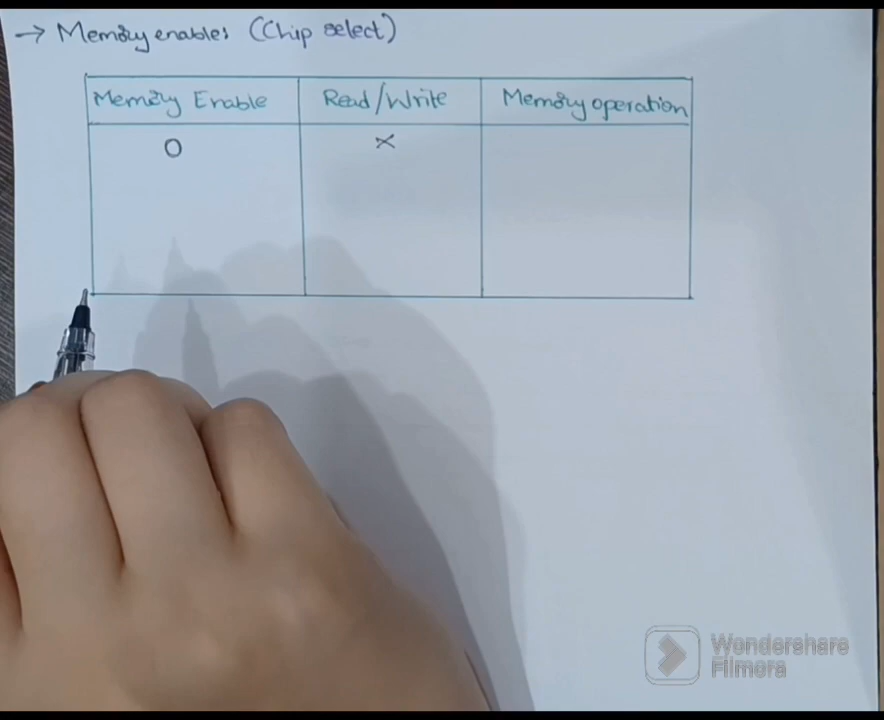 → Memory enables (Chip select)
Memory Enable Read/Write Memory operation
0 X
Wondershare
Filmora